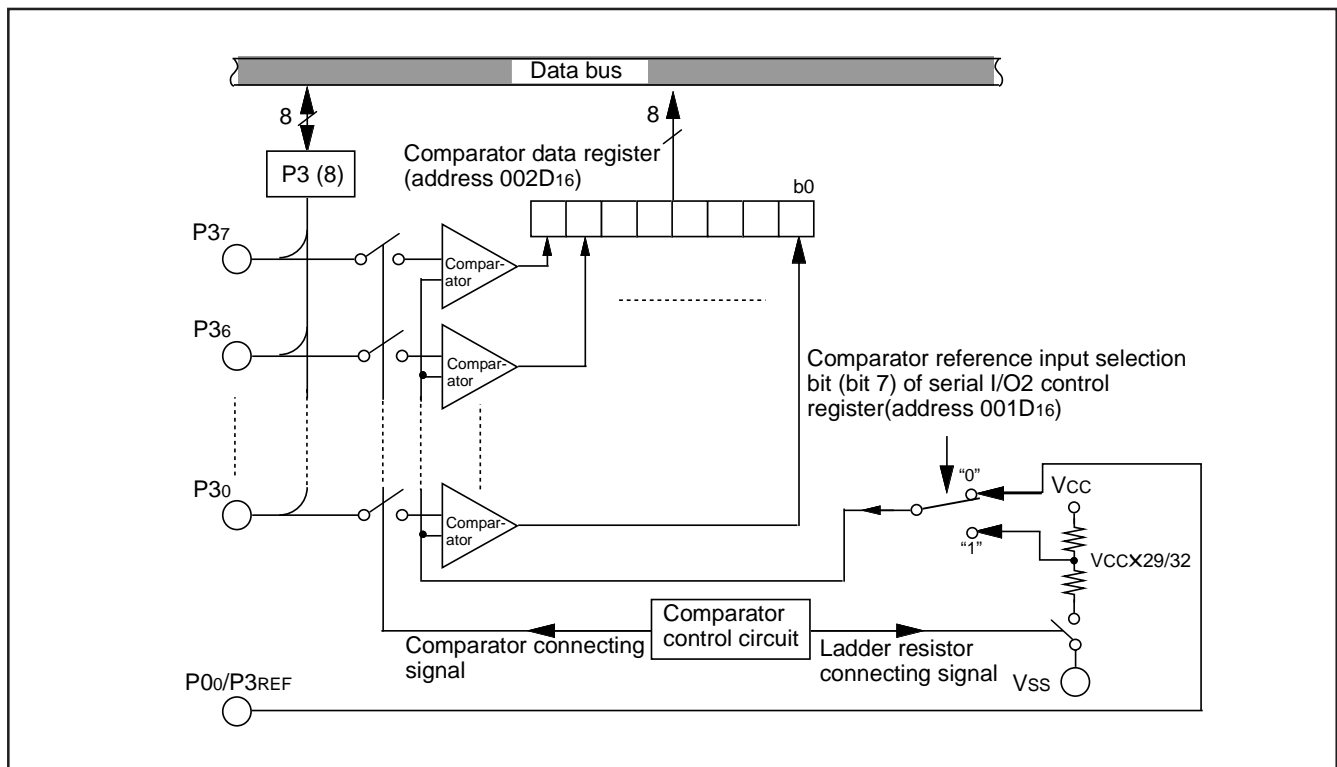 Data bus
8
8
P3 (8)
Comparator data register
(address 002D16)
b0
P37
Compar-
ator
P36
Compar-
ator
Comparator reference input selection
bit (bit 7) of serial I/O2 control
register(address 001D16)
P30
Compar-
ator
“0”
VCC
“1”
VCC×29/32
Comparator
control circuit
Comparator connecting
signal
Ladder resistor
connecting signal
VSS
P00/P3REF